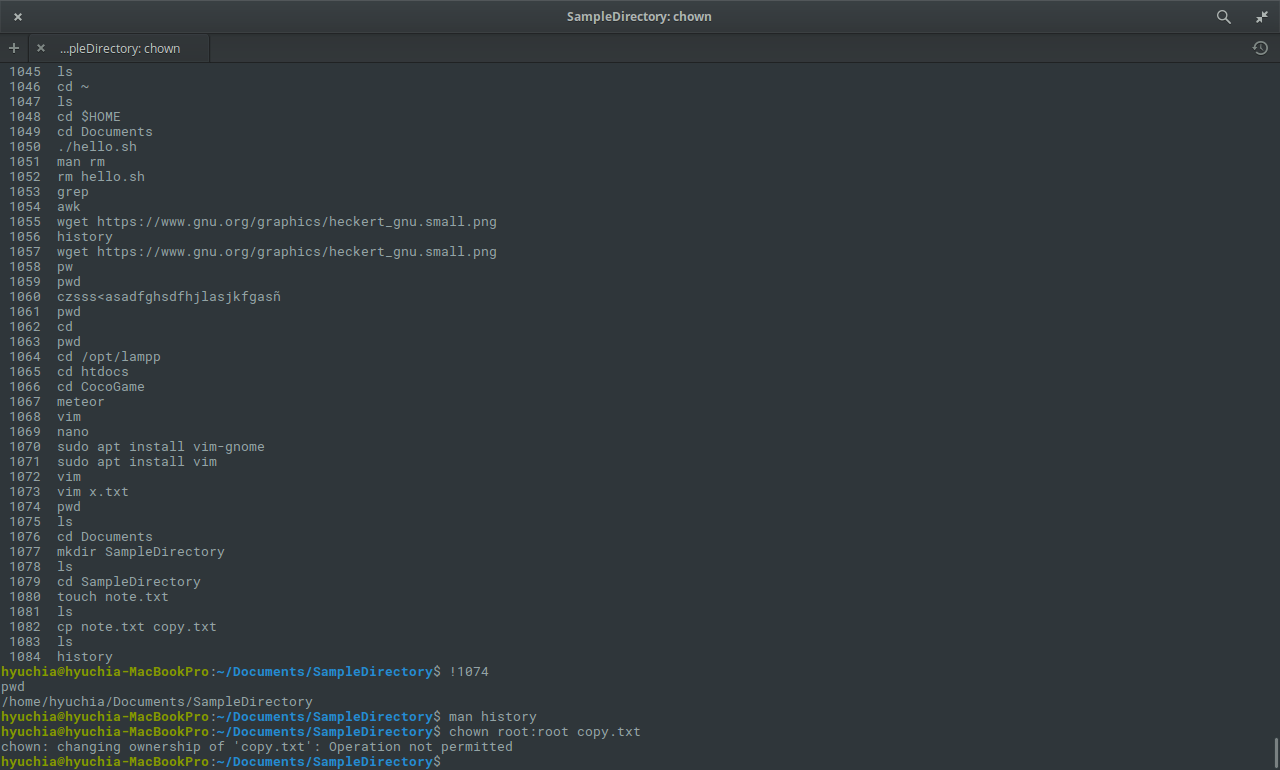 SampleDirectory: chown
...pleDirectory: chown
1045 ls
1046 cd ~
1047 ls
1048 cd $HOME
1049 cd Documents
1050 ./hello.sh
1051 man rm
1052 rm hello.sh
1053 grep
1054 awk
1055 wget https://www.gnu.org/graphics/heckert_gnu.small.png
1056 history
1057 wget https://www.gnu.org/graphics/heckert_gnu.small.png
1058 pw
1059 pwd
1060 czsss<asadfghsdfhjlasjkfgasñ
1061 pwd
1062 cd
1063 pwd
1064 cd /opt/lampp
1065 cd htdocs
1066 cd CocoGame
1067 meteor
1068 vim
1069 nano
1070 sudo apt install vim-gnome
1071 sudo apt install vim
1072 vim
1073 vim x.txt
1074 pwd
1075 ls
1076 cd Documents
1077 mkdir SampleDirectory
1078 ls
1079 cd SampleDirectory
1080 touch note.txt
1081 ls
1082 cp note.txt copy.txt
1083 ls
1084 history
hyuchia@hyuchia-MacBookPro:~/Documents/SampleDirectory$ !1074
pwd
/home/hyuchia/Documents/SampleDirectory
hyuchia@hyuchia-MacBookPro:~/Documents/SampleDirectory$ man history
hyuchia@hyuchia-MacBookPro:~/Documents/SampleDirectory$ chown root:root copy.txt
chown: changing ownership of 'copy.txt': Operation not permitted
hyuchia@hyuchia-MacBookPro:~/Documents/SampleDirectory$